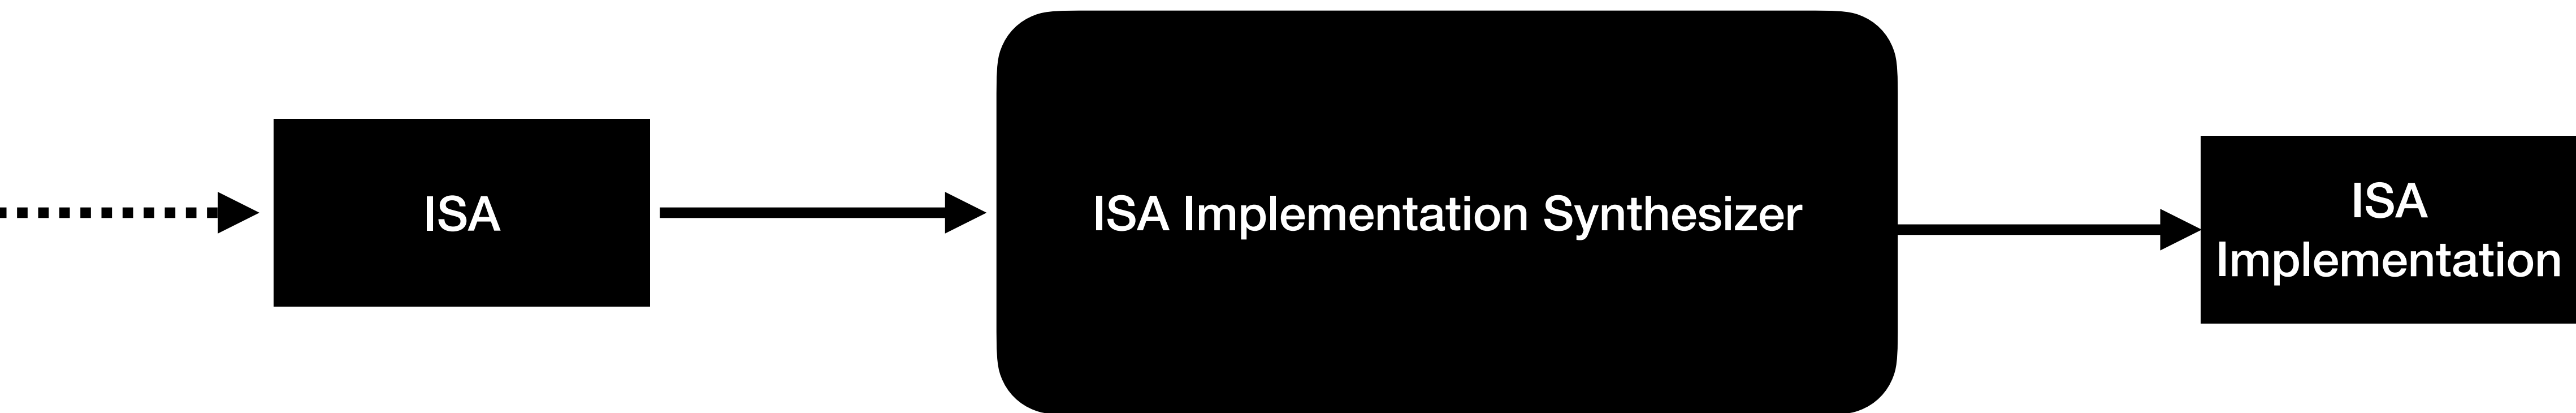 ISA
ISA Implementation Synthesizer
ISA
Implementation